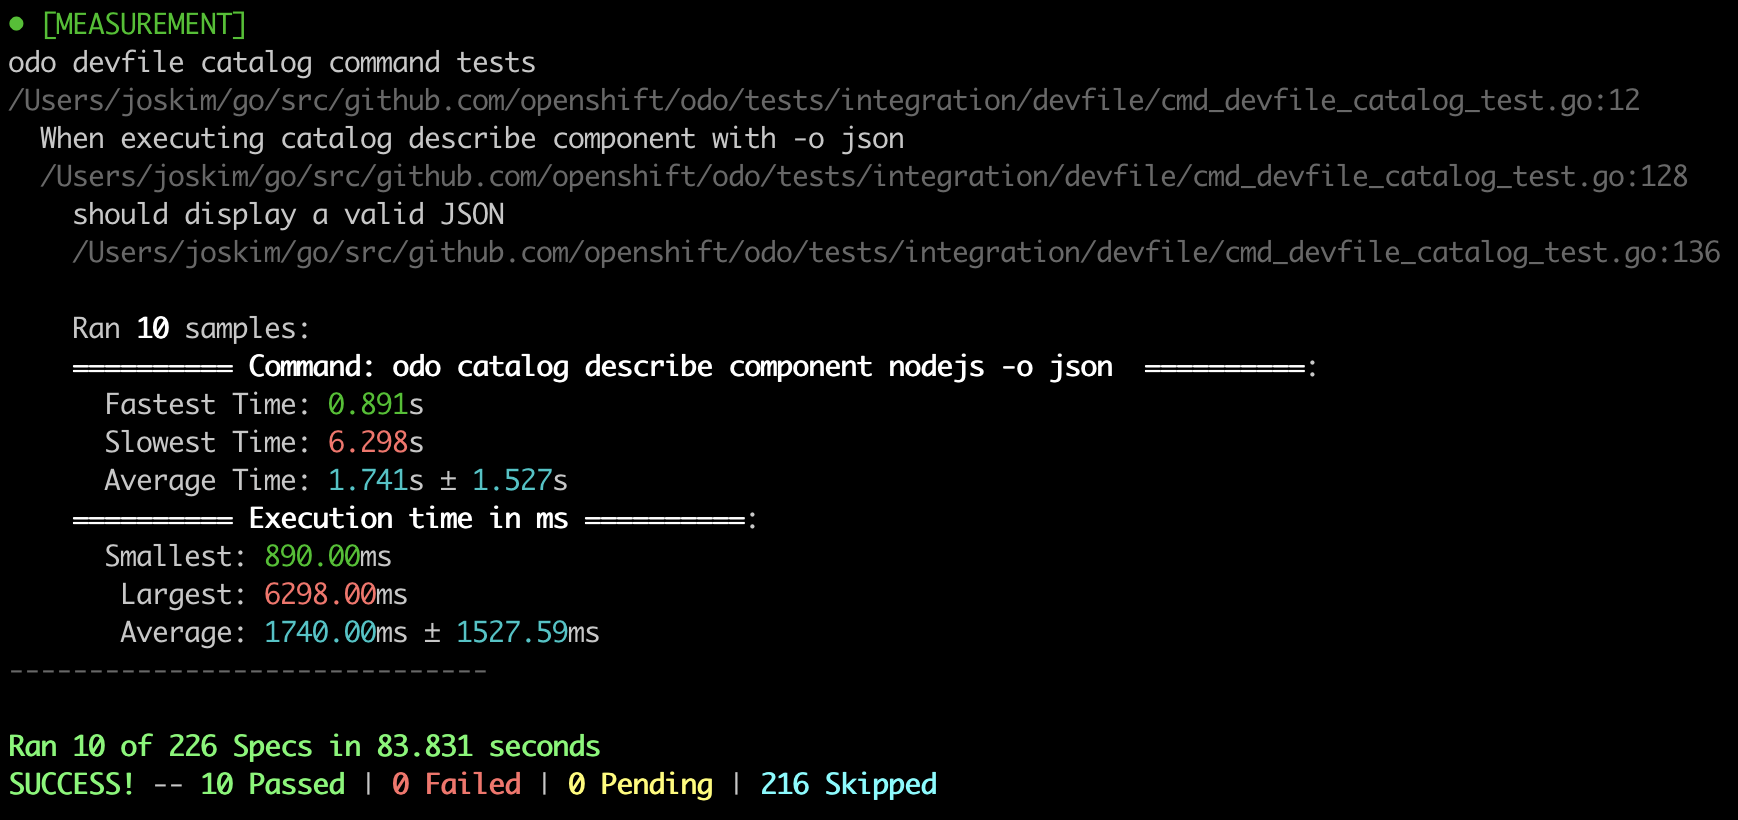 ● [MEASUREMENT]
odo devfile catalog command tests
/Users/joskim/go/src/github.com/openshift/odo/tests/integration/devfile/cmd_devfile_catalog_test.go:12
  When executing catalog describe component with -o json
  /Users/joskim/go/src/github.com/openshift/odo/tests/integration/devfile/cmd_devfile_catalog_test.go:128
    should display a valid JSON
    /Users/joskim/go/src/github.com/openshift/odo/tests/integration/devfile/cmd_devfile_catalog_test.go:136

    Ran 10 samples:
    ========== Command: odo catalog describe component nodejs -o json  ==========:
      Fastest Time: 0.891s
      Slowest Time: 6.298s
      Average Time: 1.741s ± 1.527s
    ========== Execution time in ms ==========:
      Smallest: 890.00ms
       Largest: 6298.00ms
       Average: 1740.00ms ± 1527.59ms
------------------------------

Ran 10 of 226 Specs in 83.831 seconds
SUCCESS! -- 10 Passed | 0 Failed | 0 Pending | 216 Skipped